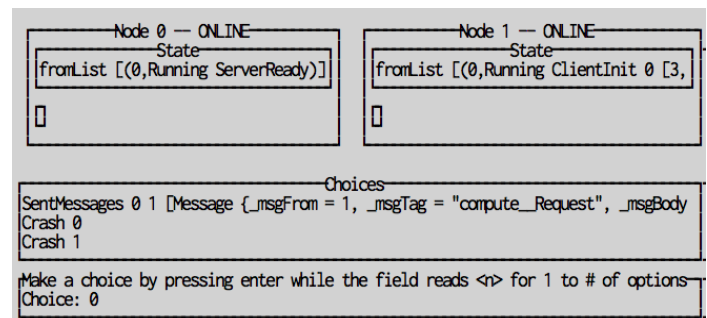 Node 0 -- ONLINE
State
fromList [(0,Running ServerReady)]
[]
Node 1 -- ONLINE
State
fromList [(0,Running ClientInit 0 [3,
[]
Choices
SentMessages 0 1 [Message {_msgFrom = 1, _msgTag = "compute__Request", _msgBody
Crash 0
Crash 1
Make a choice by pressing enter while the field reads <n> for 1 to # of options
Choice: 0